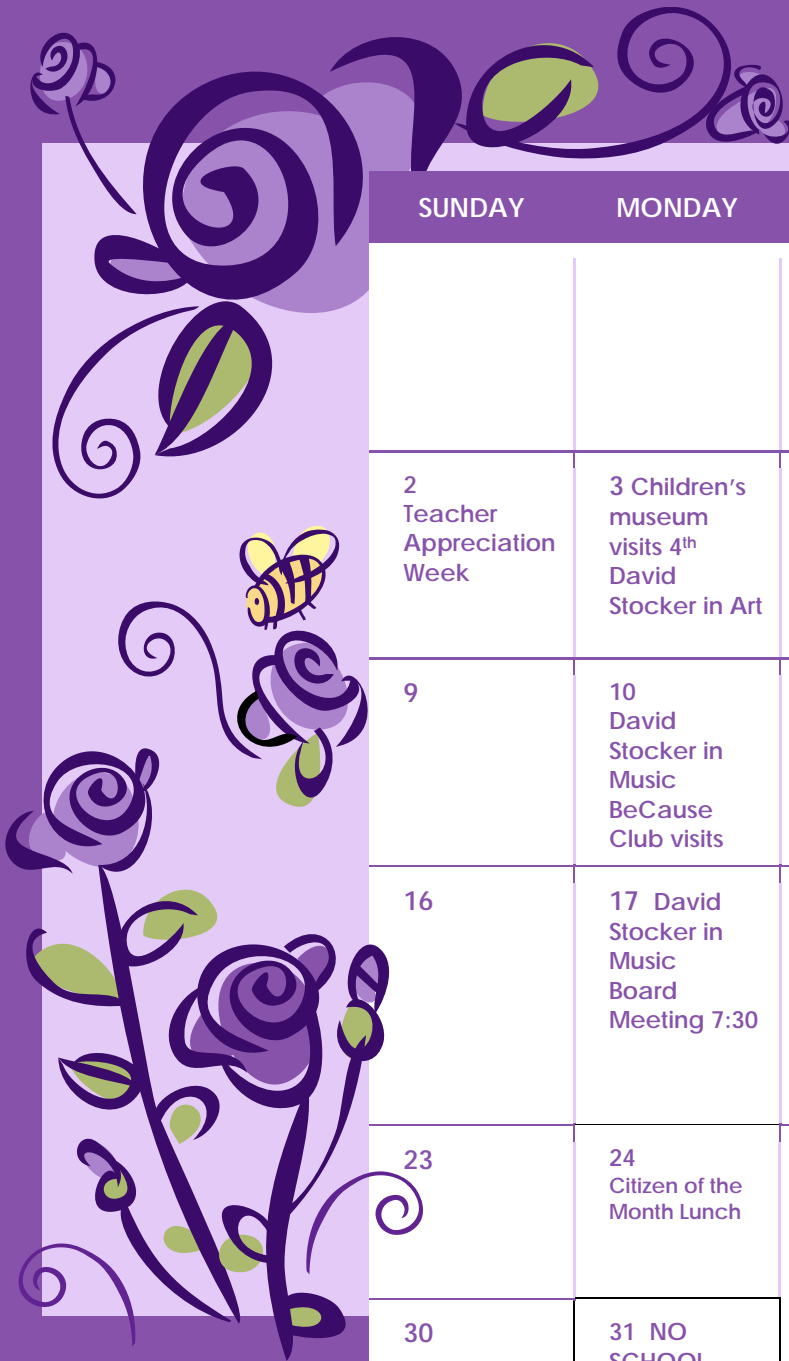 SUNDAY MONDAY
2
Teacher
Appreciation
Week
3 Children's
museum
visits 4th
David
Stocker in Art
9
10
David
Stocker in
Music
BeCause
Club visits
16
17 David
Stocker in
Music
Board
Meeting 7:30
23
24
Citizen of the
Month Lunch
30
31 NO
SCHOOL